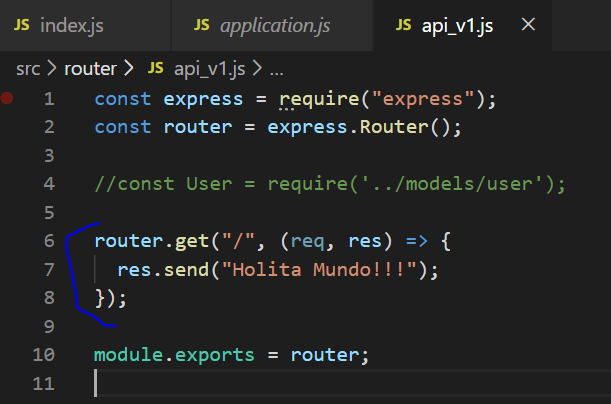 JS index.js JS application.js JS api_v1.js ×
src > router > JS api_v1.js > ...
1 const express = require("express");
2 const router = express.Router();
3
4 //const User = require('../models/user');
5
6 router.get("/", (req, res) => {
7 res.send("Holita Mundo!!!");
8 });
9
10 module.exports = router;
11